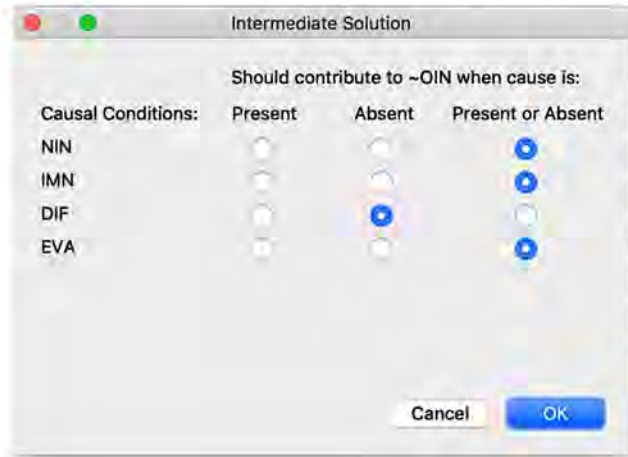 Intermediate Solution
Should contribute to ~OIN when cause is:
Causal Conditions: Present Absent Present or Absent
NIN
IMN
DIF
EVA
Cancel OK